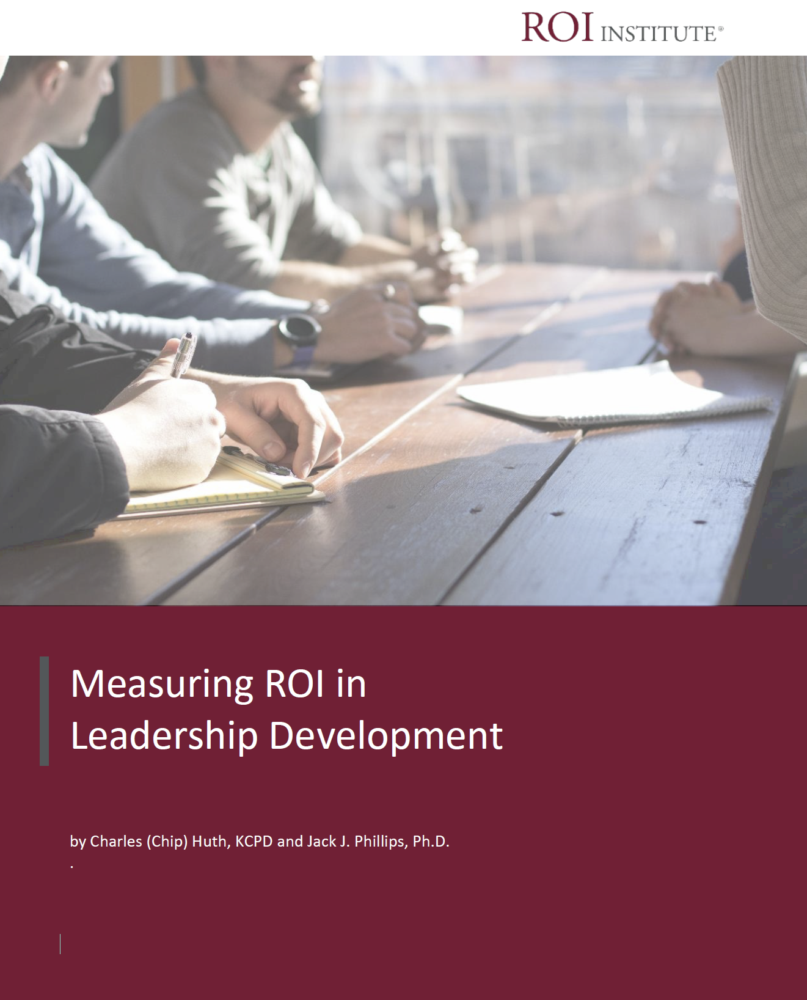 ROI INSTITUTE®
Measuring ROI in
Leadership Development
by Charles (Chip) Huth, KCPD and Jack J. Phillips, Ph.D.
.